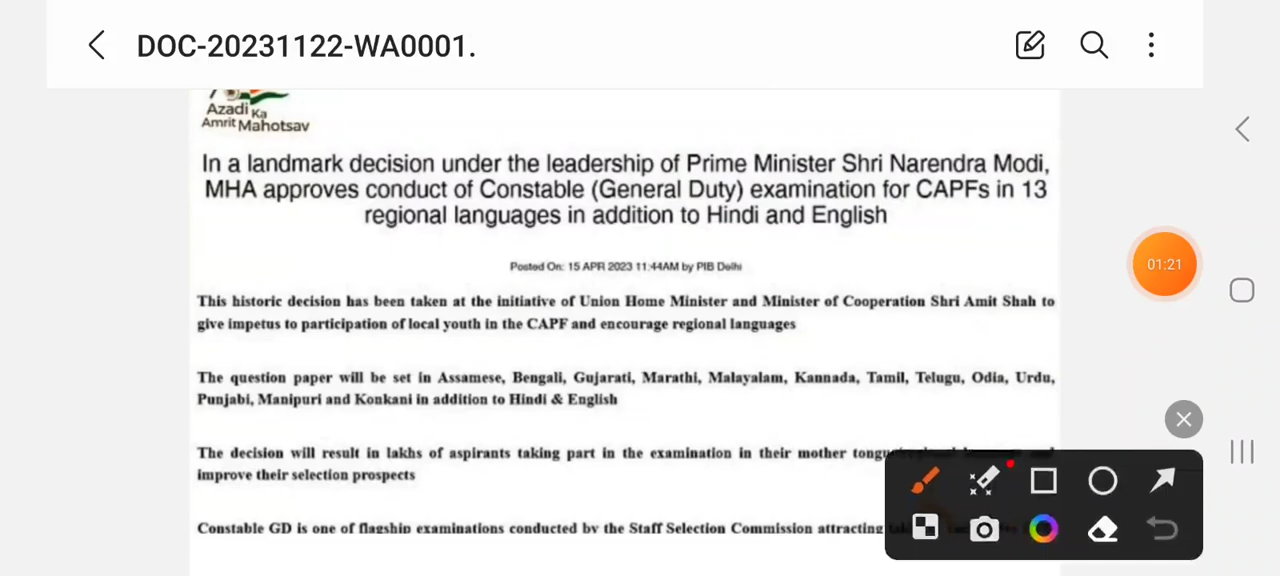 DOC-20231122-WA0001.
Azadi Ka
Amrit Mahotsav
In a landmark decision under the leadership of Prime Minister Shri Narendra Modi,
MHA approves conduct of Constable (General Duty) examination for CAPFs in 13
regional languages in addition to Hindi and English
Posted On: 15 APR 2023 11:44AM by PIB Delhi
This historic decision has been taken at the initiative of Union Home Minister and Minister of Cooperation Shri Amit Shah to
give impetus to participation of local youth in the CAPF and encourage regional languages
01:21
The question paper will be set in Assamese, Bengali, Gujarati, Marathi, Malayalam, Kannada, Tamil, Telugu, Odia, Urdu,
Punjabi, Manipuri and Konkani in addition to Hindi & English
The decision will result in lakhs of aspirants taking part in the examination in their mother
improve their selection prospects
Constable GD is one of flagship examinations conducted by the Staff Selection Commission attracting